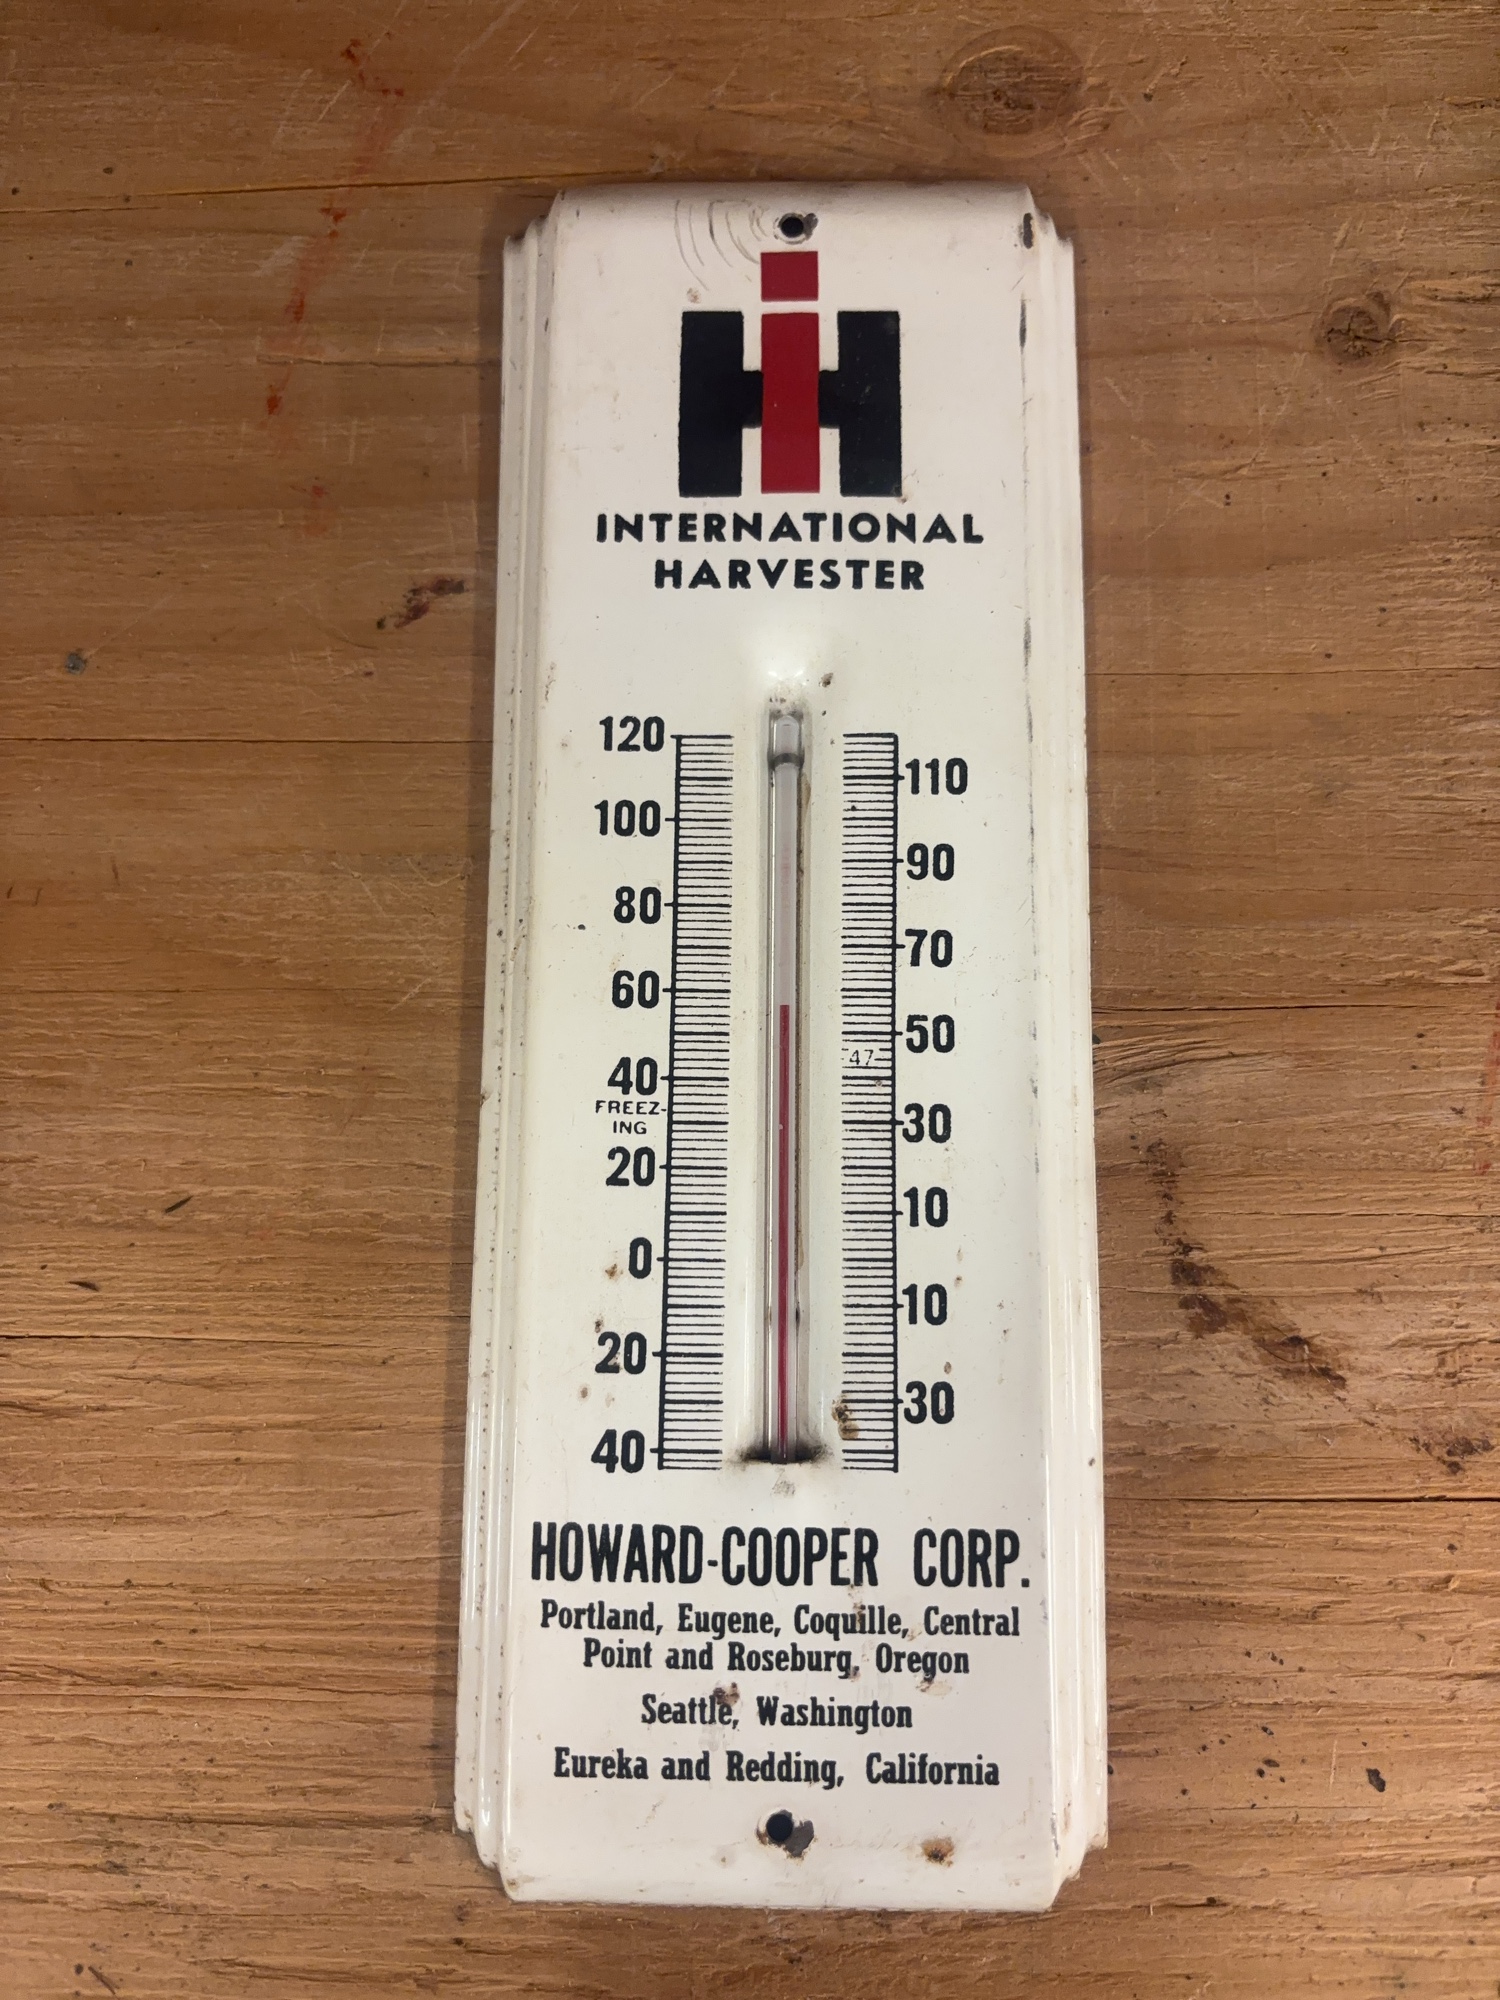 IH
INTERNATIONAL
HARVESTER
120
110
100
90
80
70
60
50
47
40
FREEZ-
ING
30
20
10
0
10
20
30
40
HOWARD-COOPER CORP.
Portland, Eugene, Coquille, Central
Point and Roseburg, Oregon
Seattle, Washington
Eureka and Redding, California